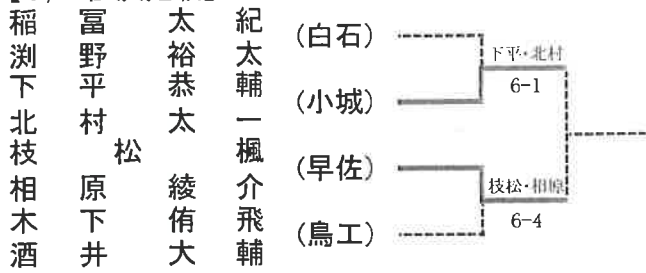 稲冨太紀
渕野裕太
(白石)
下平恭輔
北村太一
(小城)
枝松楓
相原綾介
(早佐)
木下侑飛
酒井大輔
(鳥工)
下平・北村
6-1
枝松・相原
6-4